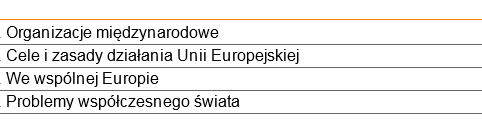 . Organizacje międzynarodowe
. Cele i zasady działania Unii Europejskiej
. We wspólnej Europie
. Problemy współczesnego świata